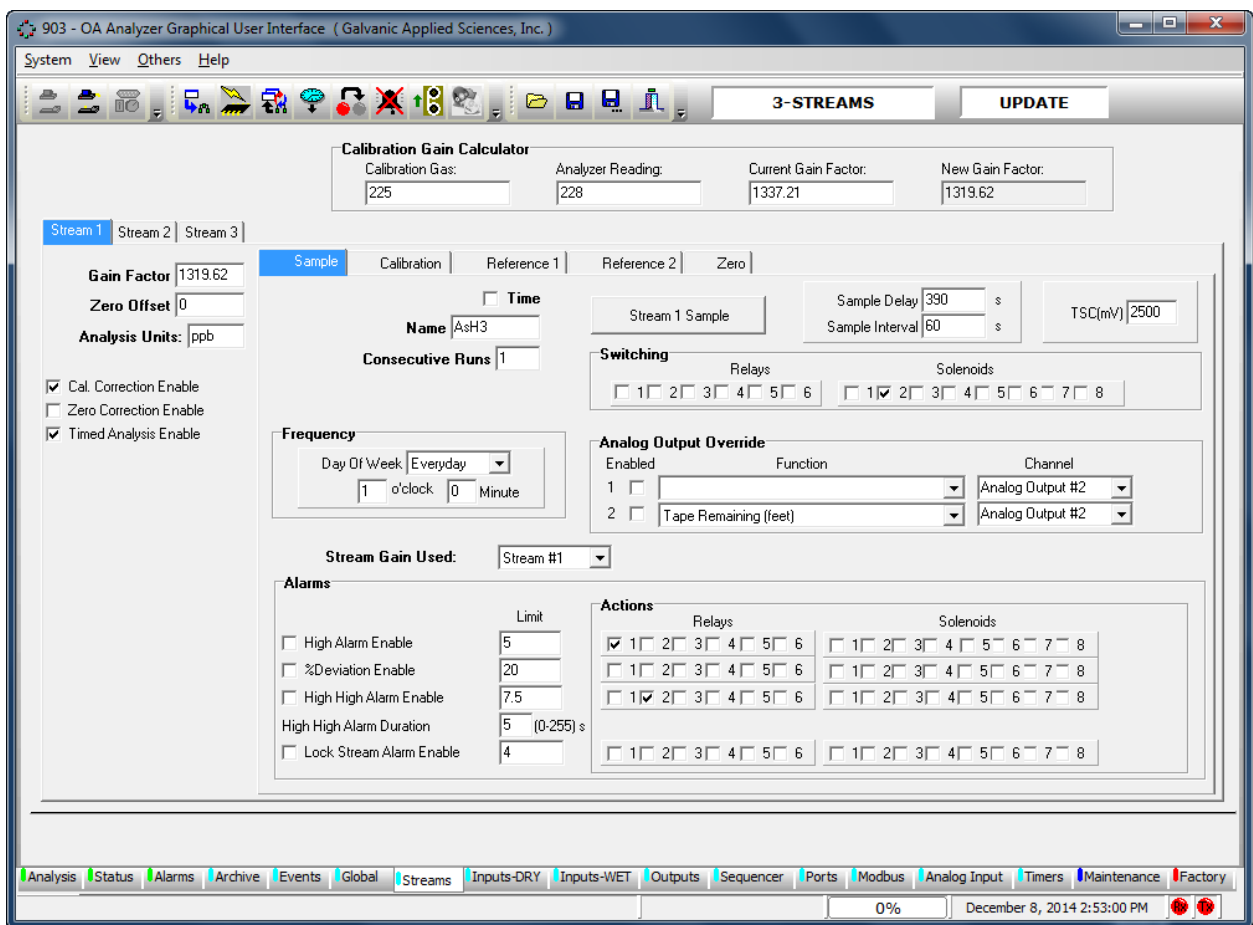 903 - OA Analyzer Graphical User Interface ( Galvanic Applied Sciences, Inc. )
System View Others Help
3-STREAMS UPDATE
Calibration Gain Calculator
Calibration Gas: Analyzer Reading: Current Gain Factor: New Gain Factor:
225 228 1337.21 1319.62
Stream 1 Stream 2 Stream 3
Gain Factor 1319.62
Zero Offset 0
Analysis Units: ppb
Cal. Correction Enable
Zero Correction Enable
Timed Analysis Enable
Sample Calibration Reference 1 Reference 2 Zero
Time
Name AsH3
Consecutive Runs 1
Stream 1 Sample
Sample Delay 390 s
Sample Interval 60 s
TSC(mV) 2500
Switching
Relays Solenoids
1 2 3 4 5 6 1 2 3 4 5 6 7 8
Frequency
Day Of Week Everyday
1 o'clock 0 Minute
Analog Output Override
Enabled Function Channel
1 Analog Output #2
2 Tape Remaining (feet) Analog Output #2
Stream Gain Used: Stream #1
Alarms
Limit
Actions
Relays Solenoids
High Alarm Enable 5 1 2 3 4 5 6 1 2 3 4 5 6 7 8
%Deviation Enable 20 1 2 3 4 5 6 1 2 3 4 5 6 7 8
High High Alarm Enable 7.5 1 2 3 4 5 6 1 2 3 4 5 6 7 8
High High Alarm Duration 5 (0-255) s
Lock Stream Alarm Enable 4 1 2 3 4 5 6 1 2 3 4 5 6 7 8
Analysis Status Alarms Archive Events Global Streams Inputs-DRY Inputs-WET Outputs Sequencer Ports Modbus Analog Input Timers Maintenance Factory
0% December 8, 2014 2:53:00 PM Rx Tx